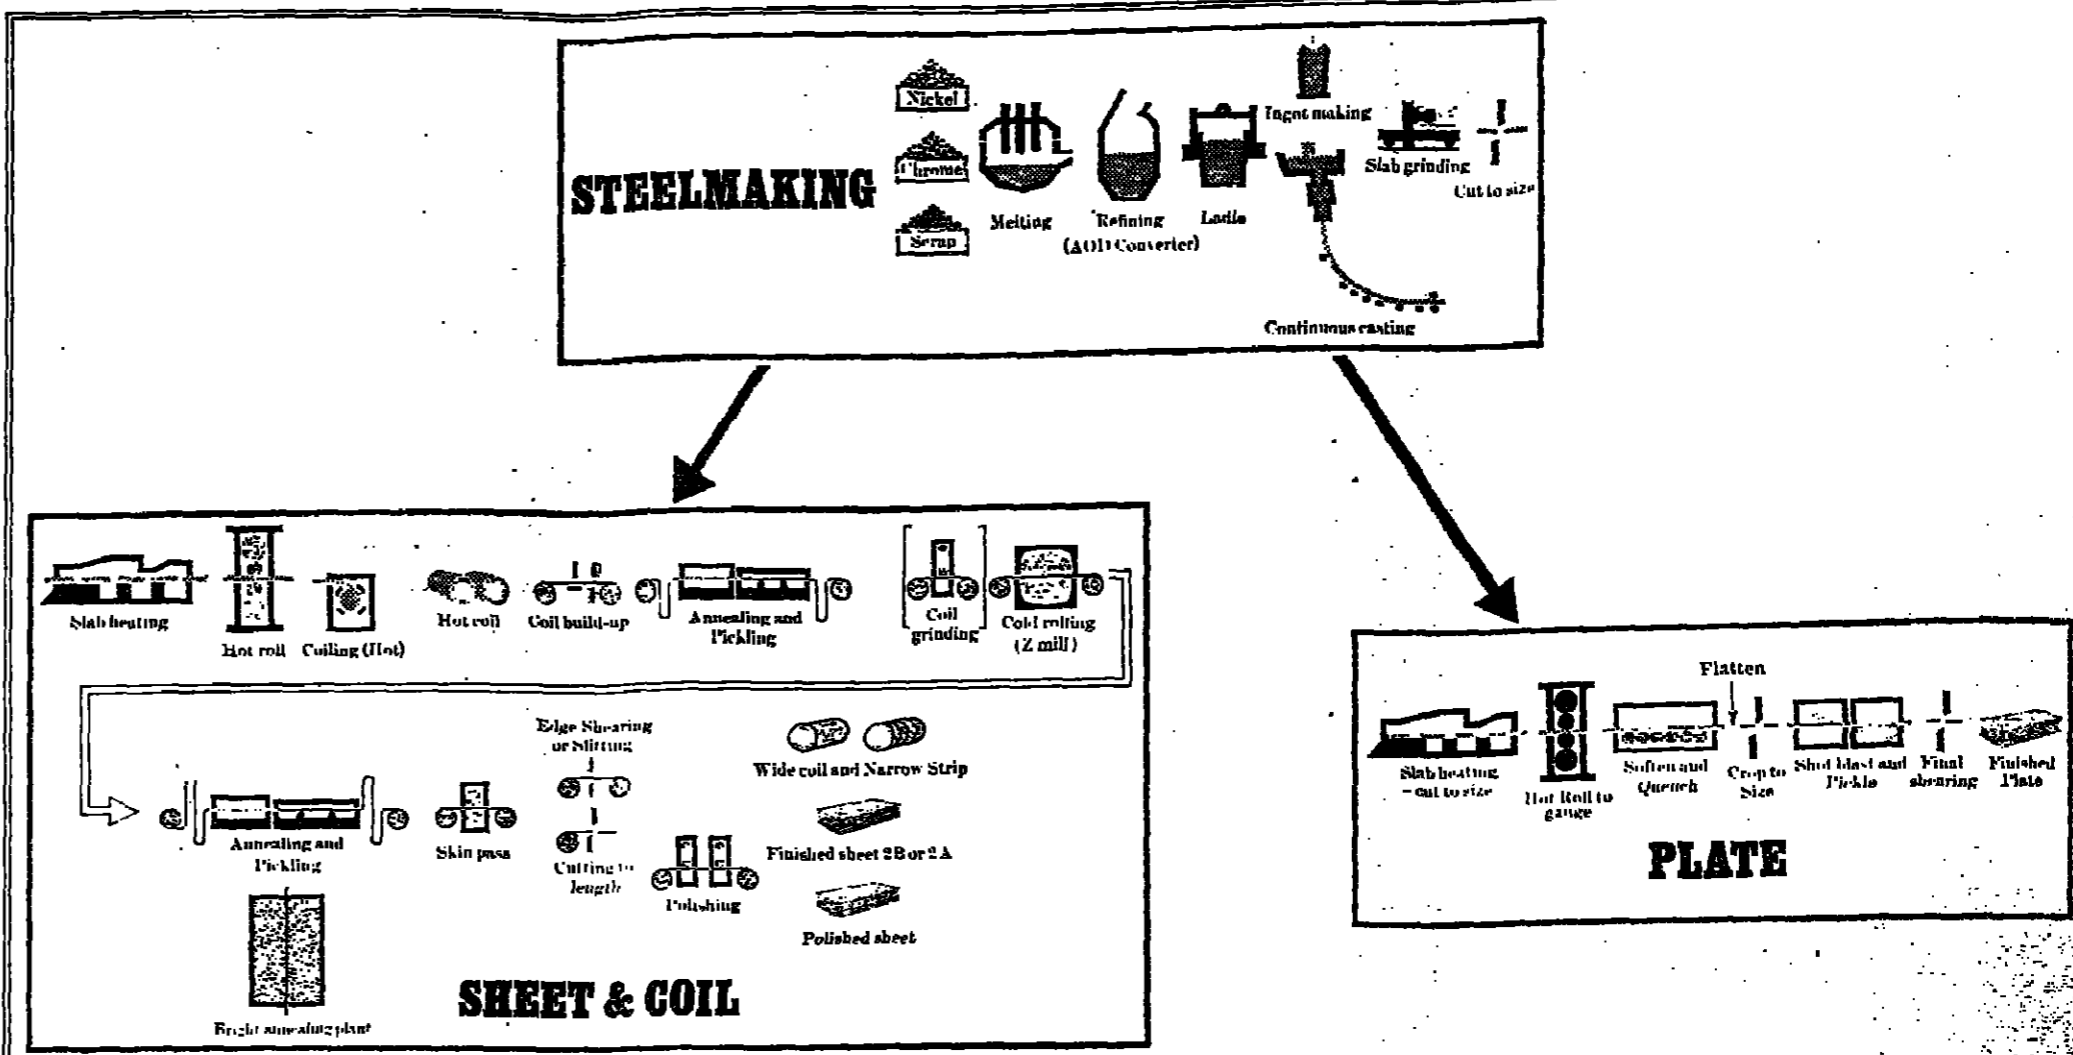 STEELMAKING
Nickel
Chrome
Scrap
Melting
Refining
(AOD Converter)
Ladle
Ingot making
Continuous casting
Slab grinding
Cut to size
Slab heating
Hot roll
Coiling (Hot)
Hot coil
Coil build-up
Annealing and
Pickling
Coil
grinding
Cold rolling
(Z mill)
Annealing and
Pickling
Bright annealing plant
Skin pass
Edge Shearing
or Slitting
Cutting to
length
Polishing
Wide coil and Narrow Strip
Finished sheet 2B or 2A
Polished sheet
SHEET & COIL
Slab heating
- cut to size
Hot Roll to
gauge
Soften and
Quench
Flatten
Crop to
Size
Shot blast and
Pickle
Final
shearing
Finished
Plate
PLATE